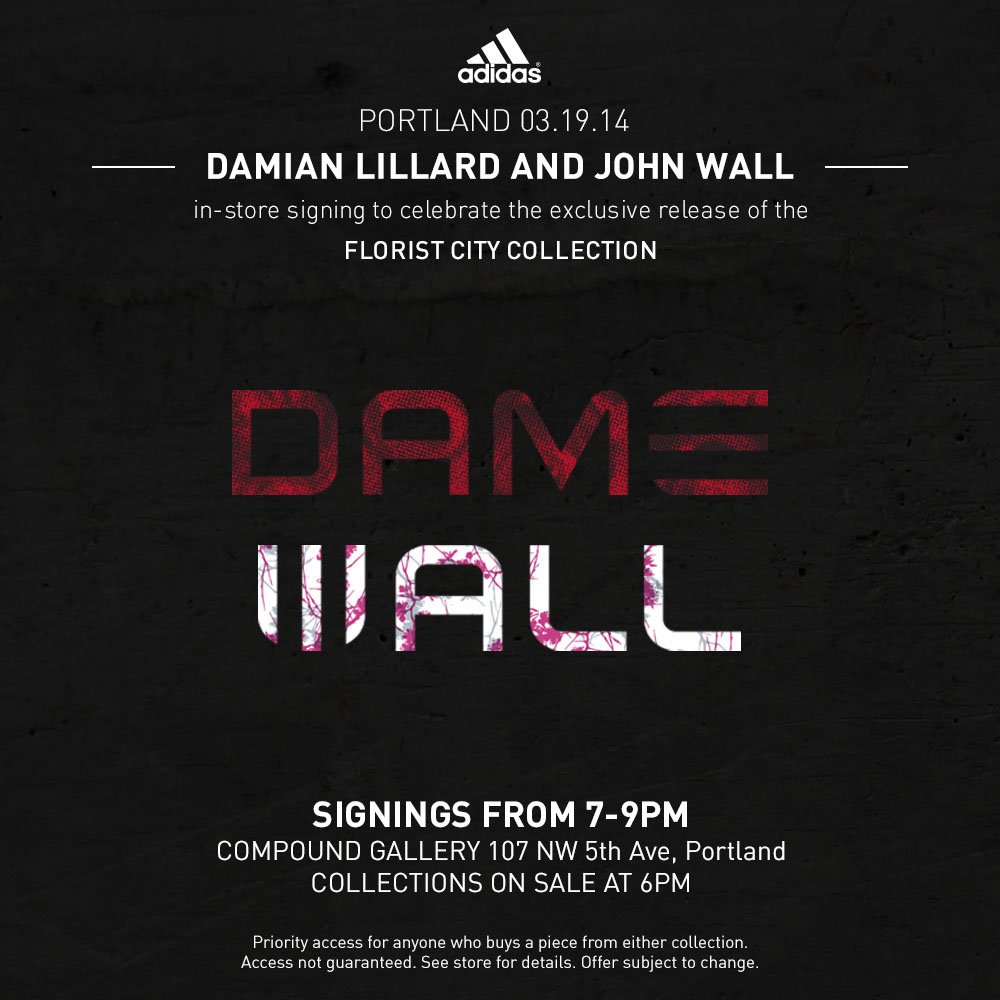 adidas®
PORTLAND 03.19.14
DAMIAN LILLARD AND JOHN WALL
in-store signing to celebrate the exclusive release of the
FLORIST CITY COLLECTION
DAME
WALL
SIGNINGS FROM 7-9PM
COMPOUND GALLERY 107 NW 5th Ave, Portland
COLLECTIONS ON SALE AT 6PM
Priority access for anyone who buys a piece from either collection.
Access not guaranteed. See store for details. Offer subject to change.